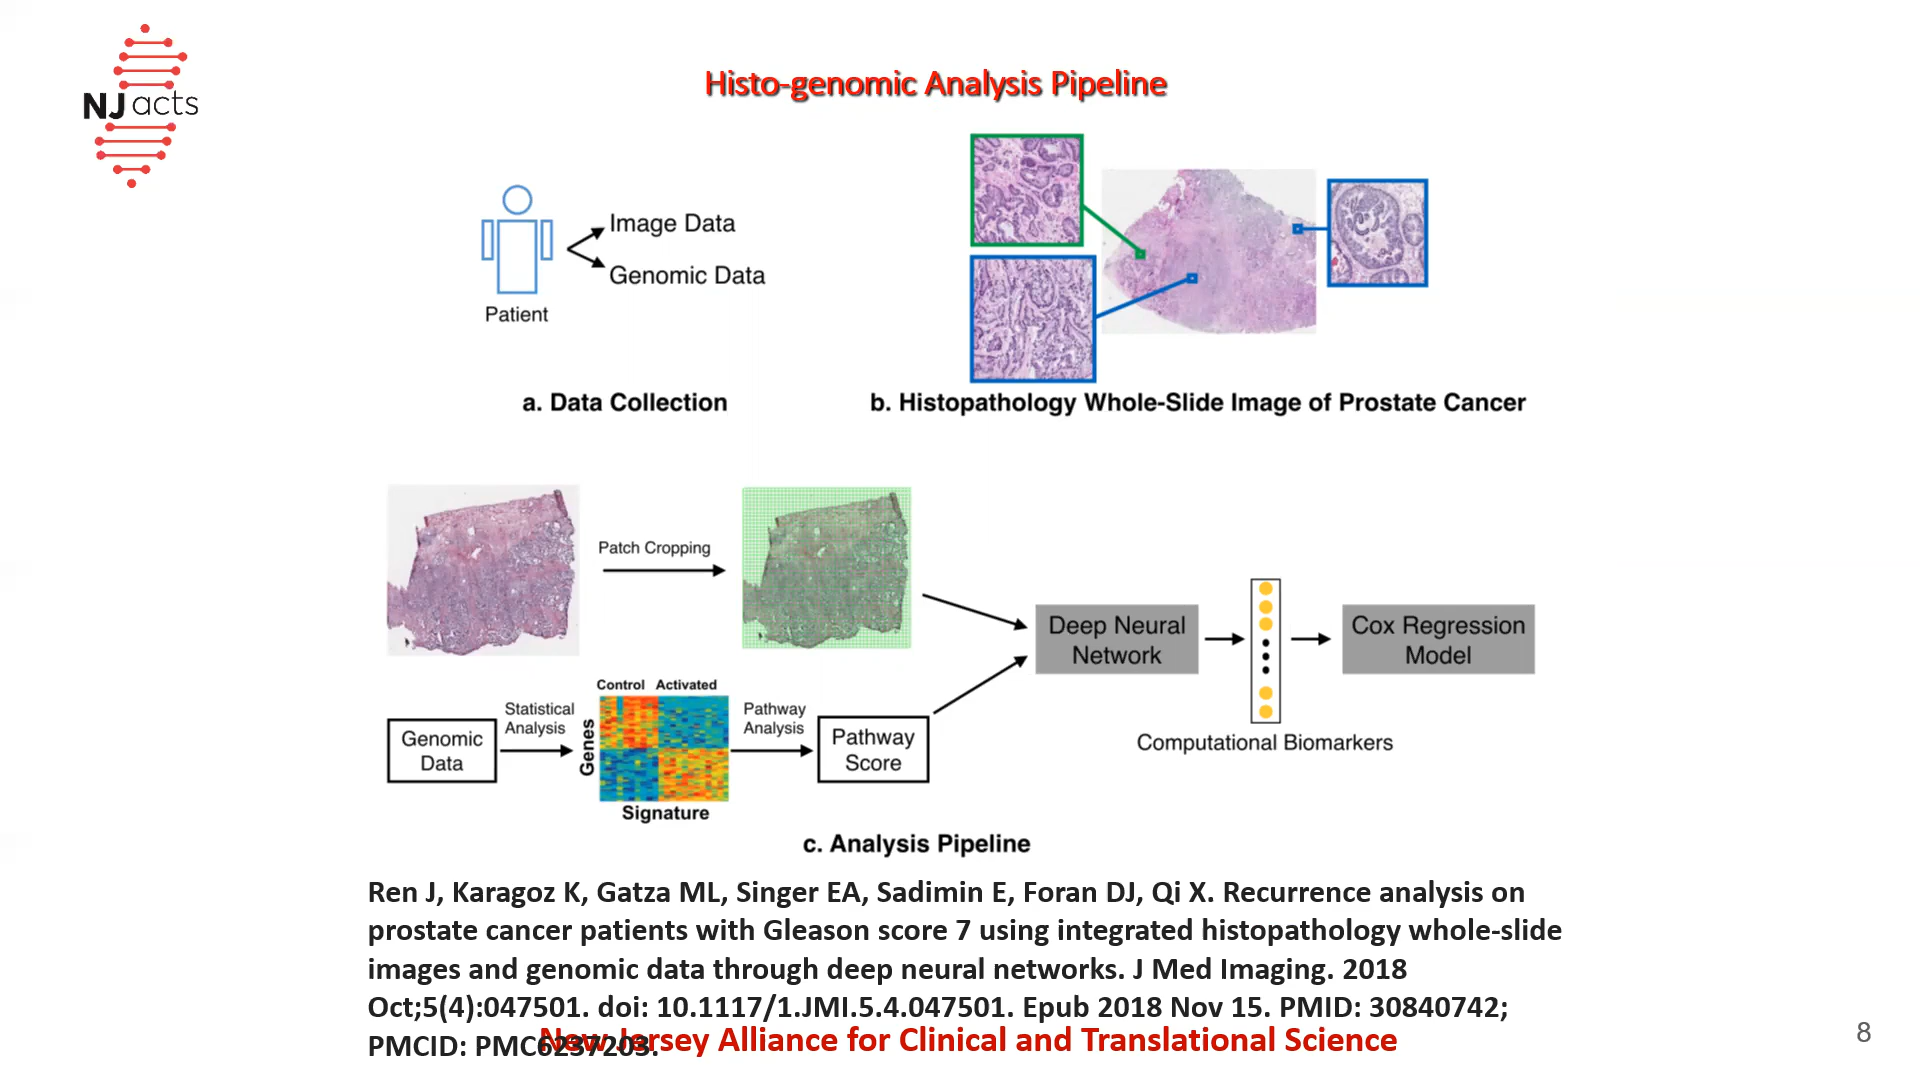 NJ acts
Histo-genomic Analysis Pipeline
Image Data
Genomic Data
Patient
a. Data Collection
b. Histopathology Whole-Slide Image of Prostate Cancer
Patch Cropping
Deep Neural
Network
Cox Regression
Model
Computational Biomarkers
Genomic
Data
Statistical
Analysis
Control Activated
Genes
Signature
Pathway
Analysis
Pathway
Score
c. Analysis Pipeline
Ren J, Karagoz K, Gatza ML, Singer EA, Sadimin E, Foran DJ, Qi X. Recurrence analysis on
prostate cancer patients with Gleason score 7 using integrated histopathology whole-slide
images and genomic data through deep neural networks. J Med Imaging. 2018
Oct;5(4):047501. doi: 10.1117/1.JMI.5.4.047501. Epub 2018 Nov 15. PMID: 30840742;
PMCID: PMC6237203.
New Jersey Alliance for Clinical and Translational Science
8